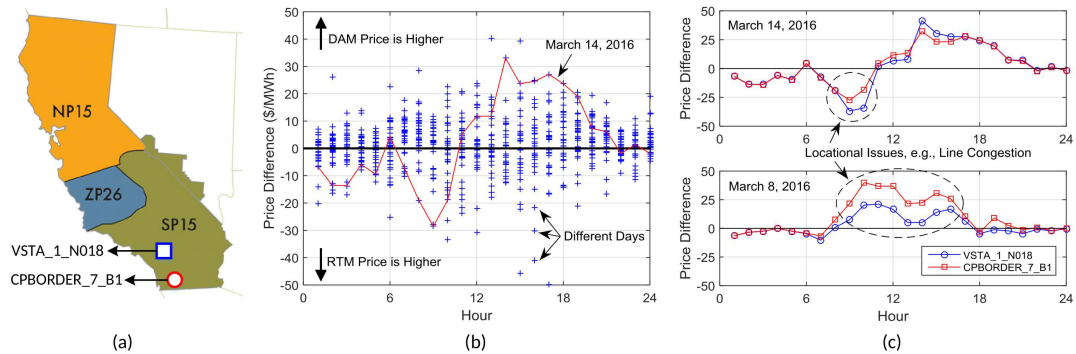 NP15
ZP26
SP15
VSTA_1_N018
CPBORDER_7_B1
(a)
Price Difference ($/MWh)
50
40
30
20
10
0
-10
-20
-30
-40
-50
DAM Price is Higher
March 14, 2016
Different Days
RTM Price is Higher
0
6
12
18
24
Hour
(b)
Price Difference
50
25
0
-25
-50
March 14, 2016
0
6
12
18
24
Locational Issues, e.g., Line Congestion
Price Difference
50
25
0
-25
-50
March 8, 2016
VSTA_1_N018
CPBORDER_7_B1
0
6
12
18
24
Hour
(c)